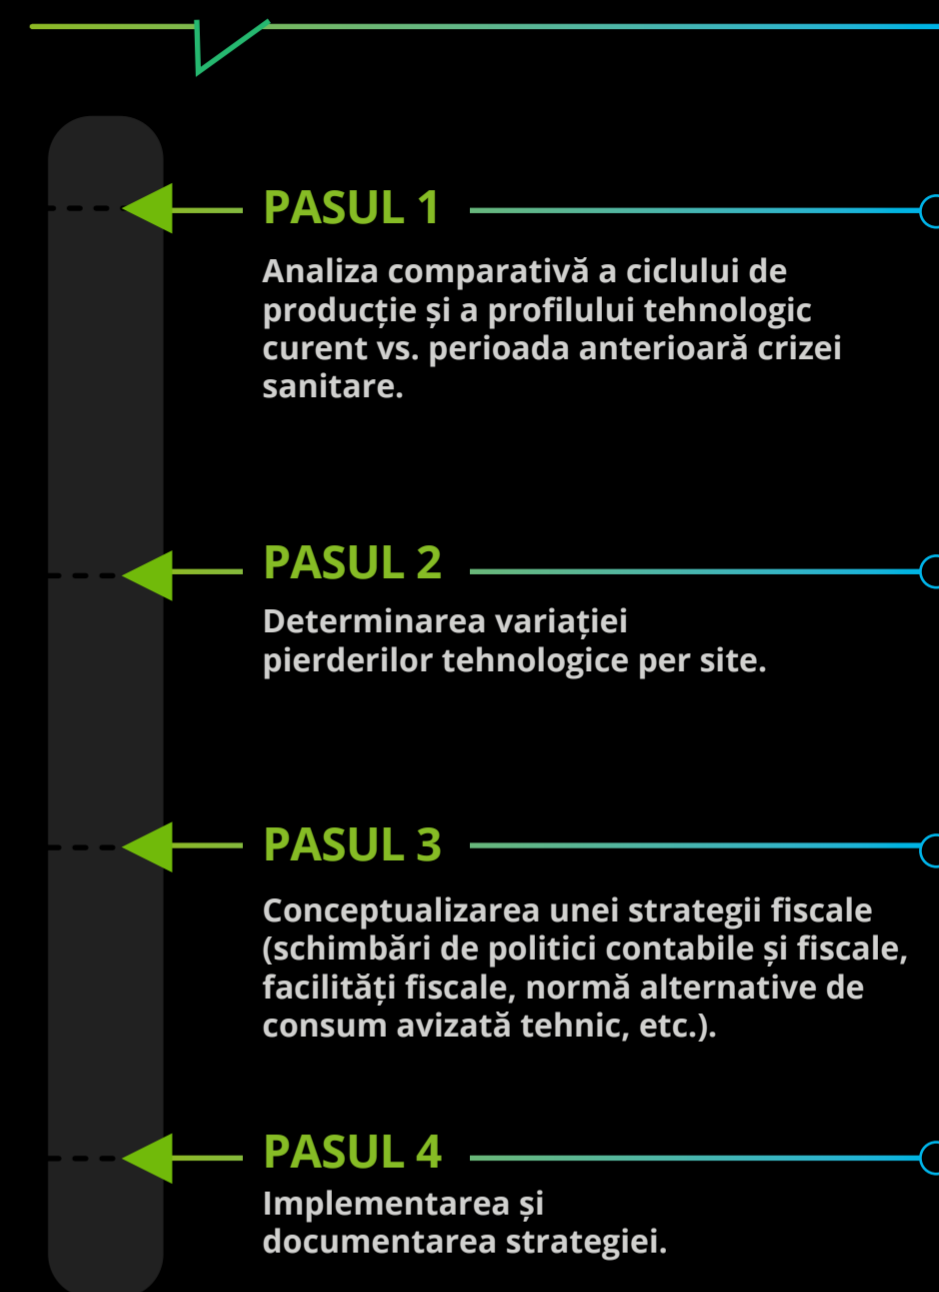 PASUL 1
Analiza comparativă a ciclului de
producție și a profilului tehnologic
curent vs. perioada anterioară crizei
sanitare.
PASUL 2
Determinarea variației
pierderilor tehnologice per site.
PASUL 3
Conceptualizarea unei strategii fiscale
(schimbări de politici contabile și fiscale,
facilități fiscale, normă alternative de
consum avizată tehnic, etc.).
PASUL 4
Implementarea și
documentarea strategiei.